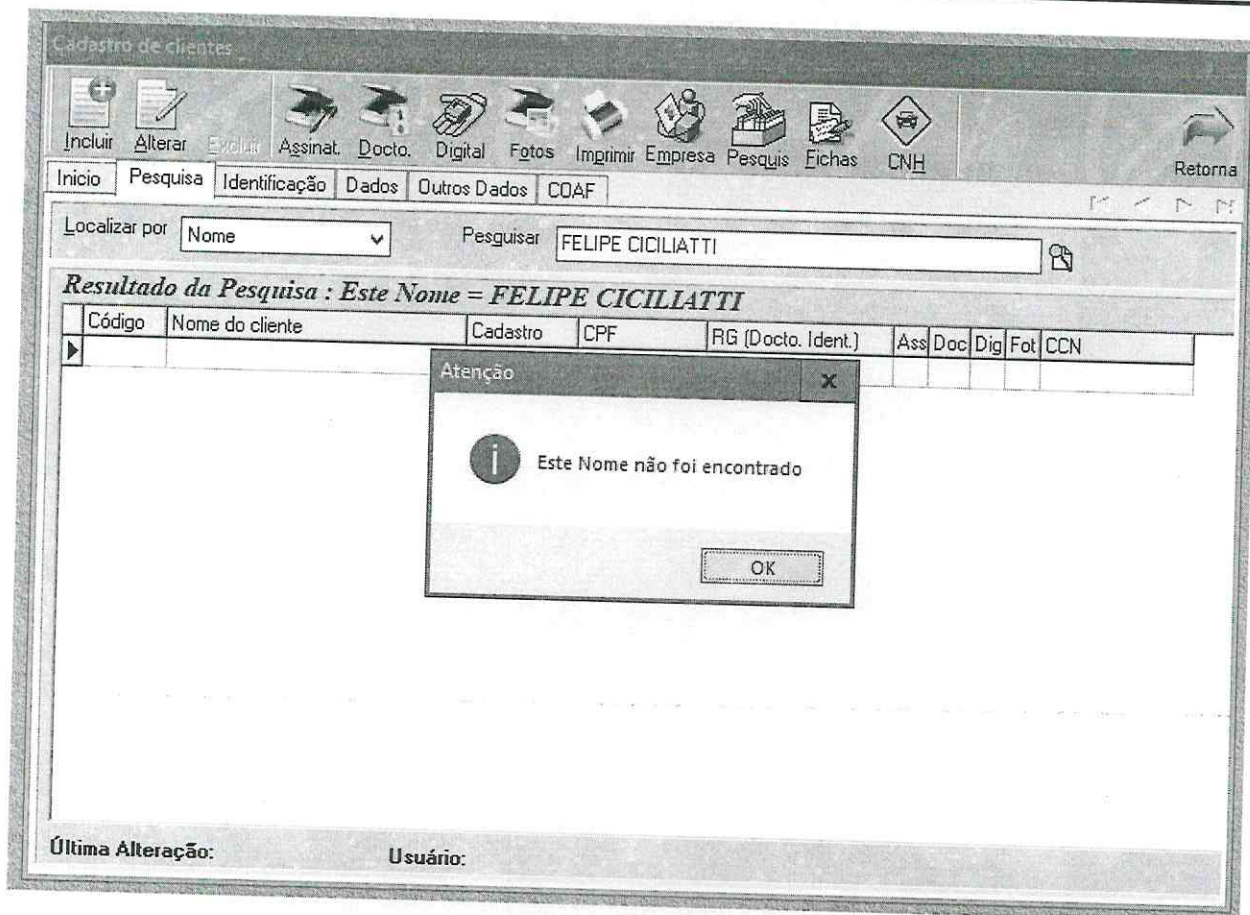 Cadastro de clientes
Incluir Alterar Excluir Assinat. Docto. Digital Fotos Imprimir Empresa Pesquis Fichas CNH Retorna
Inicio Pesquisa Identificação Dados Outros Dados COAF
Localizar por Nome Pesquisar FELIPE CICILIATTI
Resultado da Pesquisa : Este Nome = FELIPE CICILIATTI
Código Nome do cliente Cadastro CPF RG (Docto. Ident.) Ass Doc Dig Fot CCN
Atenção X
i Este Nome não foi encontrado
OK
Última Alteração: Usuário: